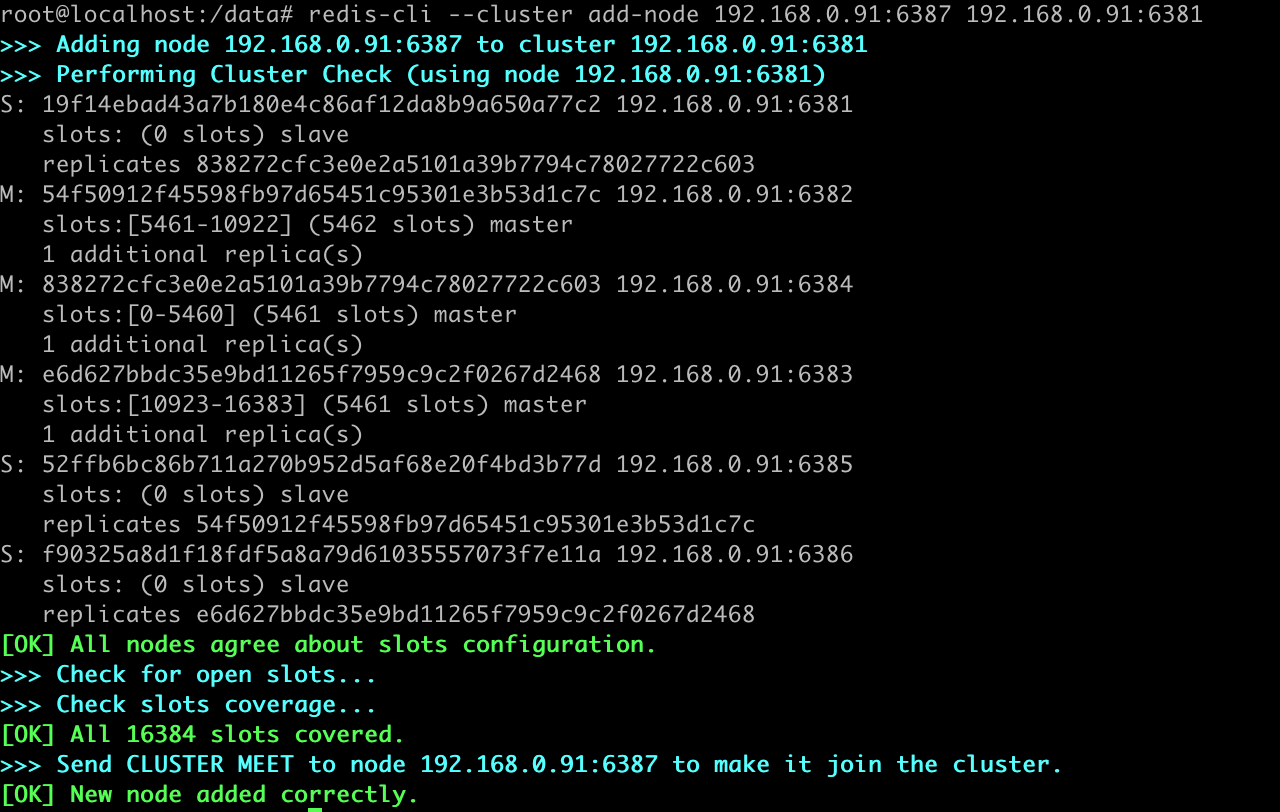 root@localhost:/data# redis-cli --cluster add-node 192.168.0.91:6387 192.168.0.91:6381
>>> Adding node 192.168.0.91:6387 to cluster 192.168.0.91:6381
>>> Performing Cluster Check (using node 192.168.0.91:6381)
S: 19f14ebad43a7b180e4c86af12da8b9a650a77c2 192.168.0.91:6381
   slots: (0 slots) slave
   replicates 838272cfc3e0e2a5101a39b7794c78027722c603
M: 54f50912f45598fb97d65451c95301e3b53d1c7c 192.168.0.91:6382
   slots:[5461-10922] (5462 slots) master
   1 additional replica(s)
M: 838272cfc3e0e2a5101a39b7794c78027722c603 192.168.0.91:6384
   slots:[0-5460] (5461 slots) master
   1 additional replica(s)
M: e6d627bbdc35e9bd11265f7959c9c2f0267d2468 192.168.0.91:6383
   slots:[10923-16383] (5461 slots) master
   1 additional replica(s)
S: 52ffb6bc86b711a270b952d5af68e20f4bd3b77d 192.168.0.91:6385
   slots: (0 slots) slave
   replicates 54f50912f45598fb97d65451c95301e3b53d1c7c
S: f90325a8d1f18fdf5a8a79d61035557073f7e11a 192.168.0.91:6386
   slots: (0 slots) slave
   replicates e6d627bbdc35e9bd11265f7959c9c2f0267d2468
[OK] All nodes agree about slots configuration.
>>> Check for open slots...
>>> Check slots coverage...
[OK] All 16384 slots covered.
>>> Send CLUSTER MEET to node 192.168.0.91:6387 to make it join the cluster.
[OK] New node added correctly.